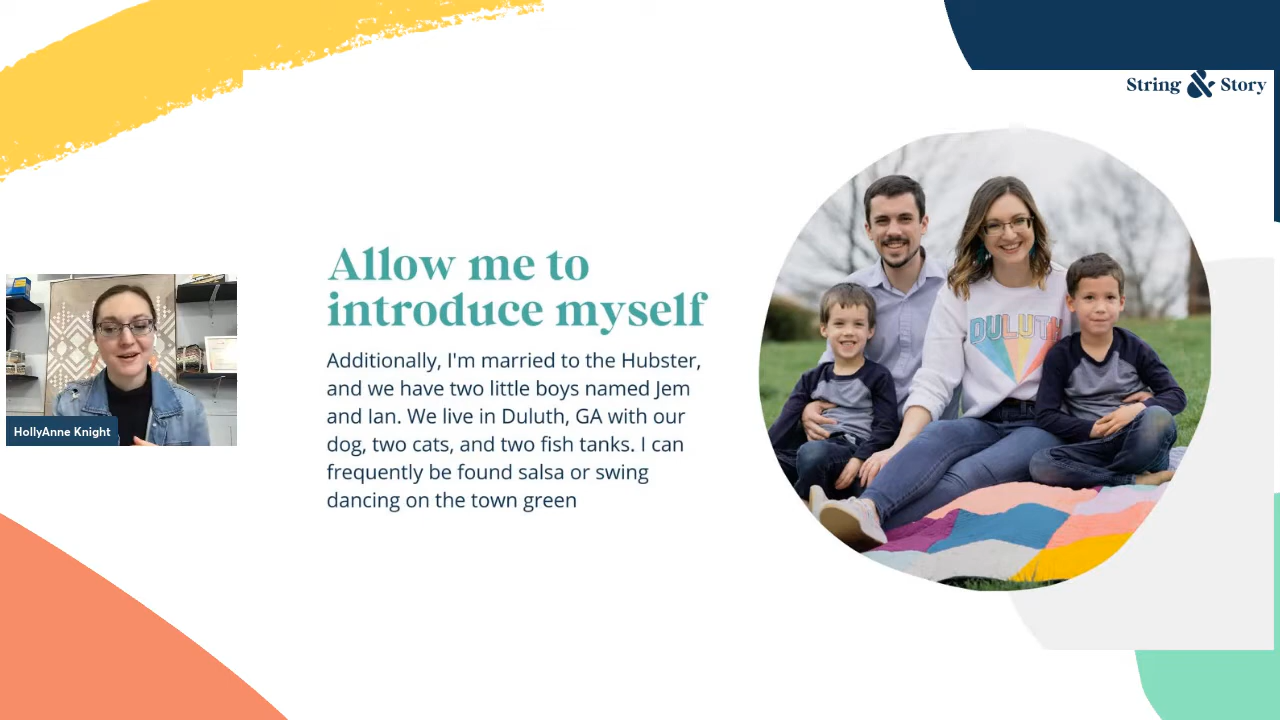 String & Story
Allow me to
introduce myself
Additionally, I'm married to the Hubster,
and we have two little boys named Jem
and Ian. We live in Duluth, GA with our
dog, two cats, and two fish tanks. I can
frequently be found salsa or swing
dancing on the town green
HollyAnne Knight
DULUTH